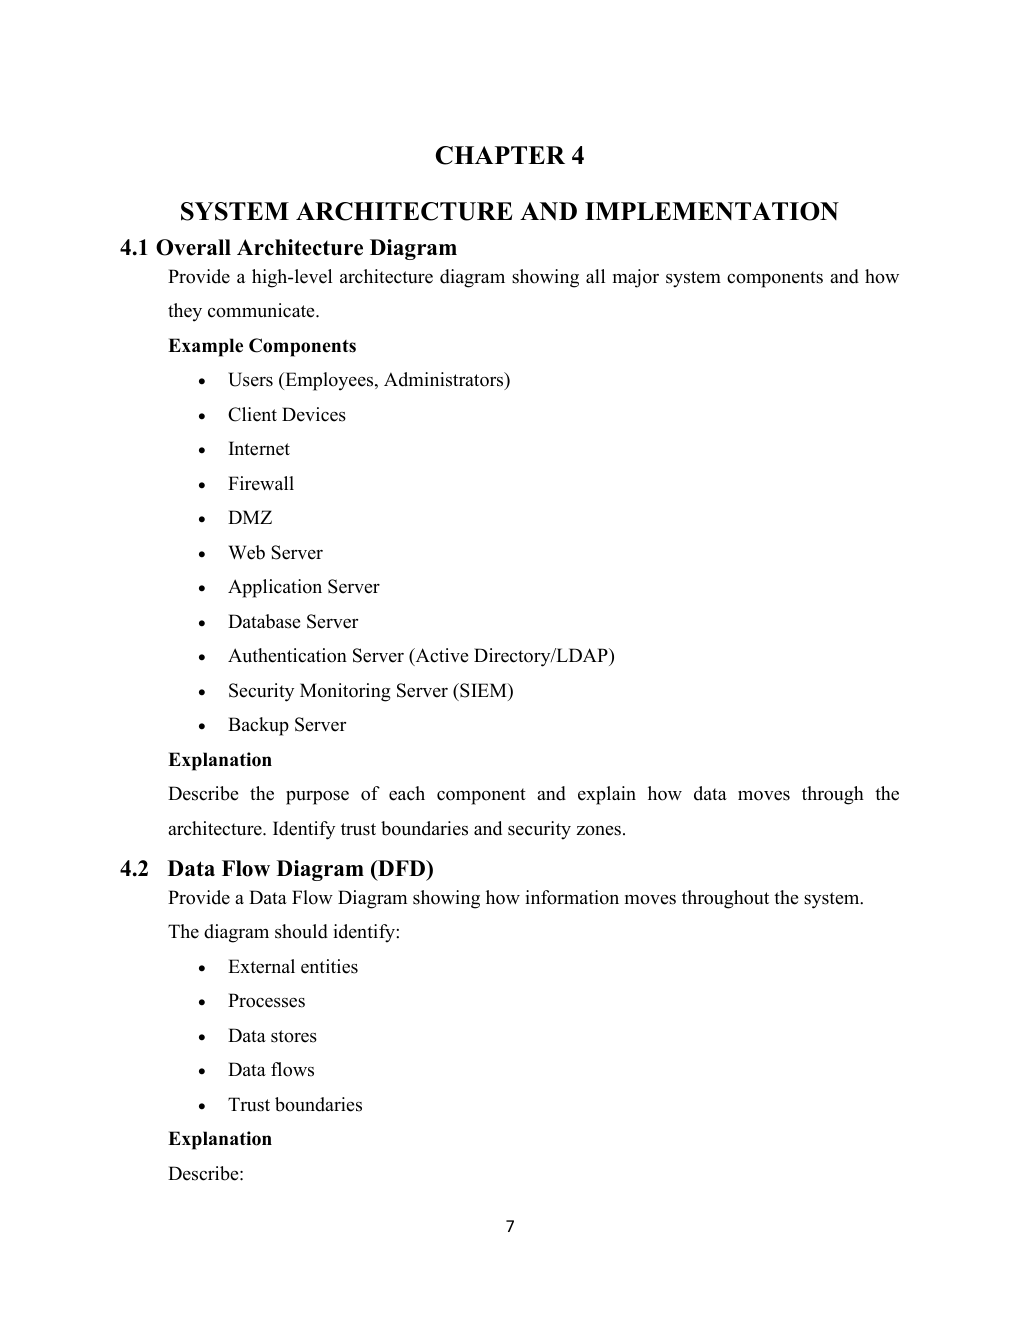 CHAPTER 4
SYSTEM ARCHITECTURE AND IMPLEMENTATION
4.1 Overall Architecture Diagram
Provide a high-level architecture diagram showing all major system components and how
they communicate.
Example Components
• Users (Employees, Administrators)
• Client Devices
• Internet
• Firewall
• DMZ
• Web Server
• Application Server
• Database Server
• Authentication Server (Active Directory/LDAP)
• Security Monitoring Server (SIEM)
• Backup Server
Explanation
Describe the purpose of each component and explain how data moves through the
architecture. Identify trust boundaries and security zones.
4.2 Data Flow Diagram (DFD)
Provide a Data Flow Diagram showing how information moves throughout the system.
The diagram should identify:
• External entities
• Processes
• Data stores
• Data flows
• Trust boundaries
Explanation
Describe:
7